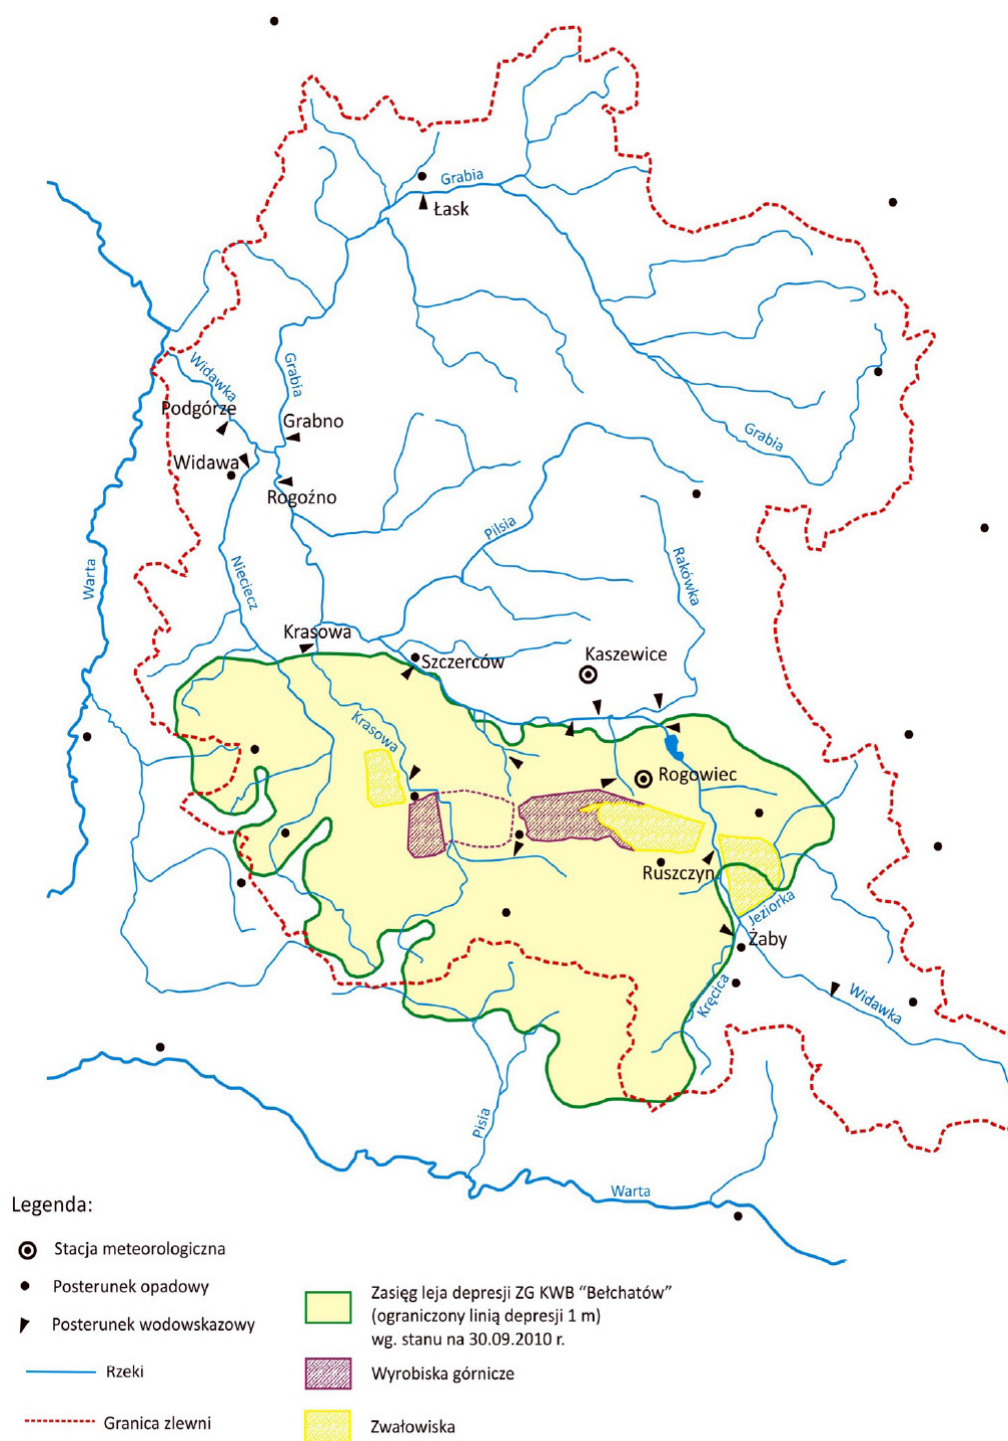 Grabia
Łask
Widawka
Grabia
Podgórze
Grabno
Grabia
Widawa
Rogoźno
Pilsia
Rakówka
Warta
Nieciecz
Krasowa
Szczerców
Kaszewice
Krasowa
Rogowiec
Ruszczyn
Jeziorka
Żaby
Kręcica
Widawka
Pisia
Warta
Legenda:
Stacja meteorologiczna
Posterunek opadowy
Posterunek wodowskazowy
Rzeki
Granica zlewni
Zasięg leja depresji ZG KWB “Bełchatów”
(ograniczony linią depresji 1 m)
wg. stanu na 30.09.2010 r.
Wyrobiska górnicze
Zwałowiska